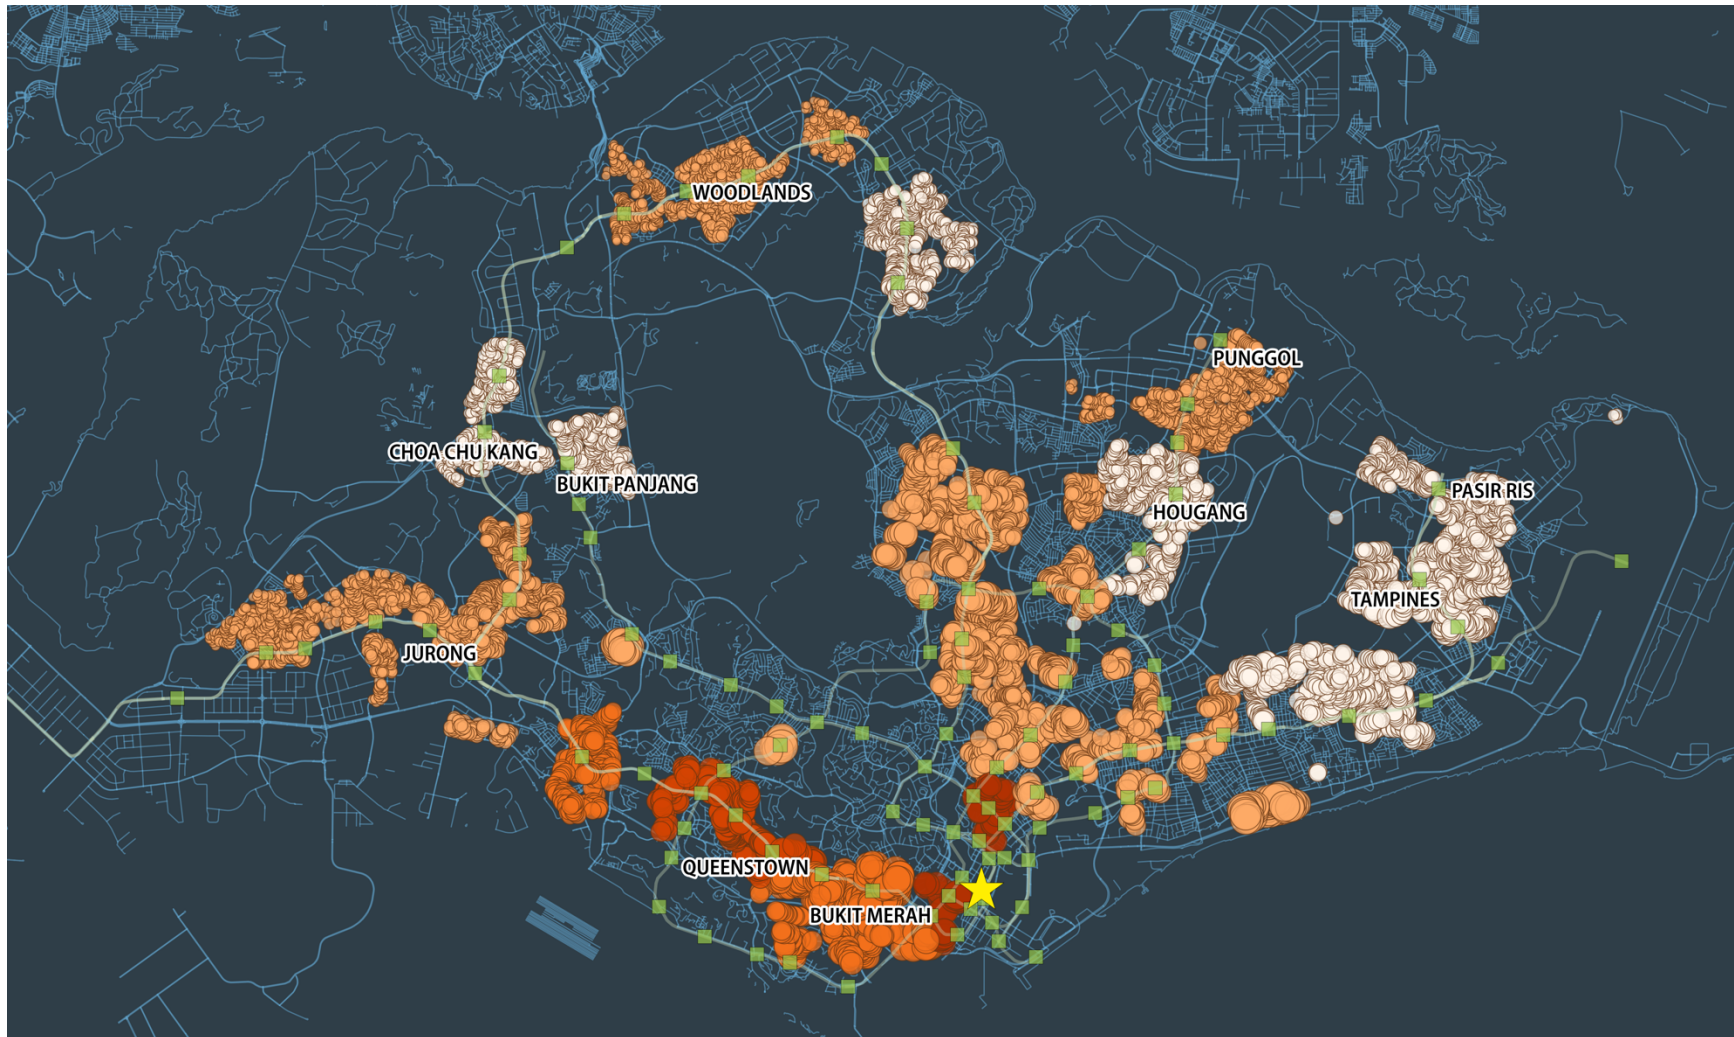 WOODLANDS
PUNGGOL
CHOA CHU KANG
BUKIT PANJANG
PASIR RIS
HOUGANG
TAMPINES
JURONG
QUEENSTOWN
BUKIT MERAH